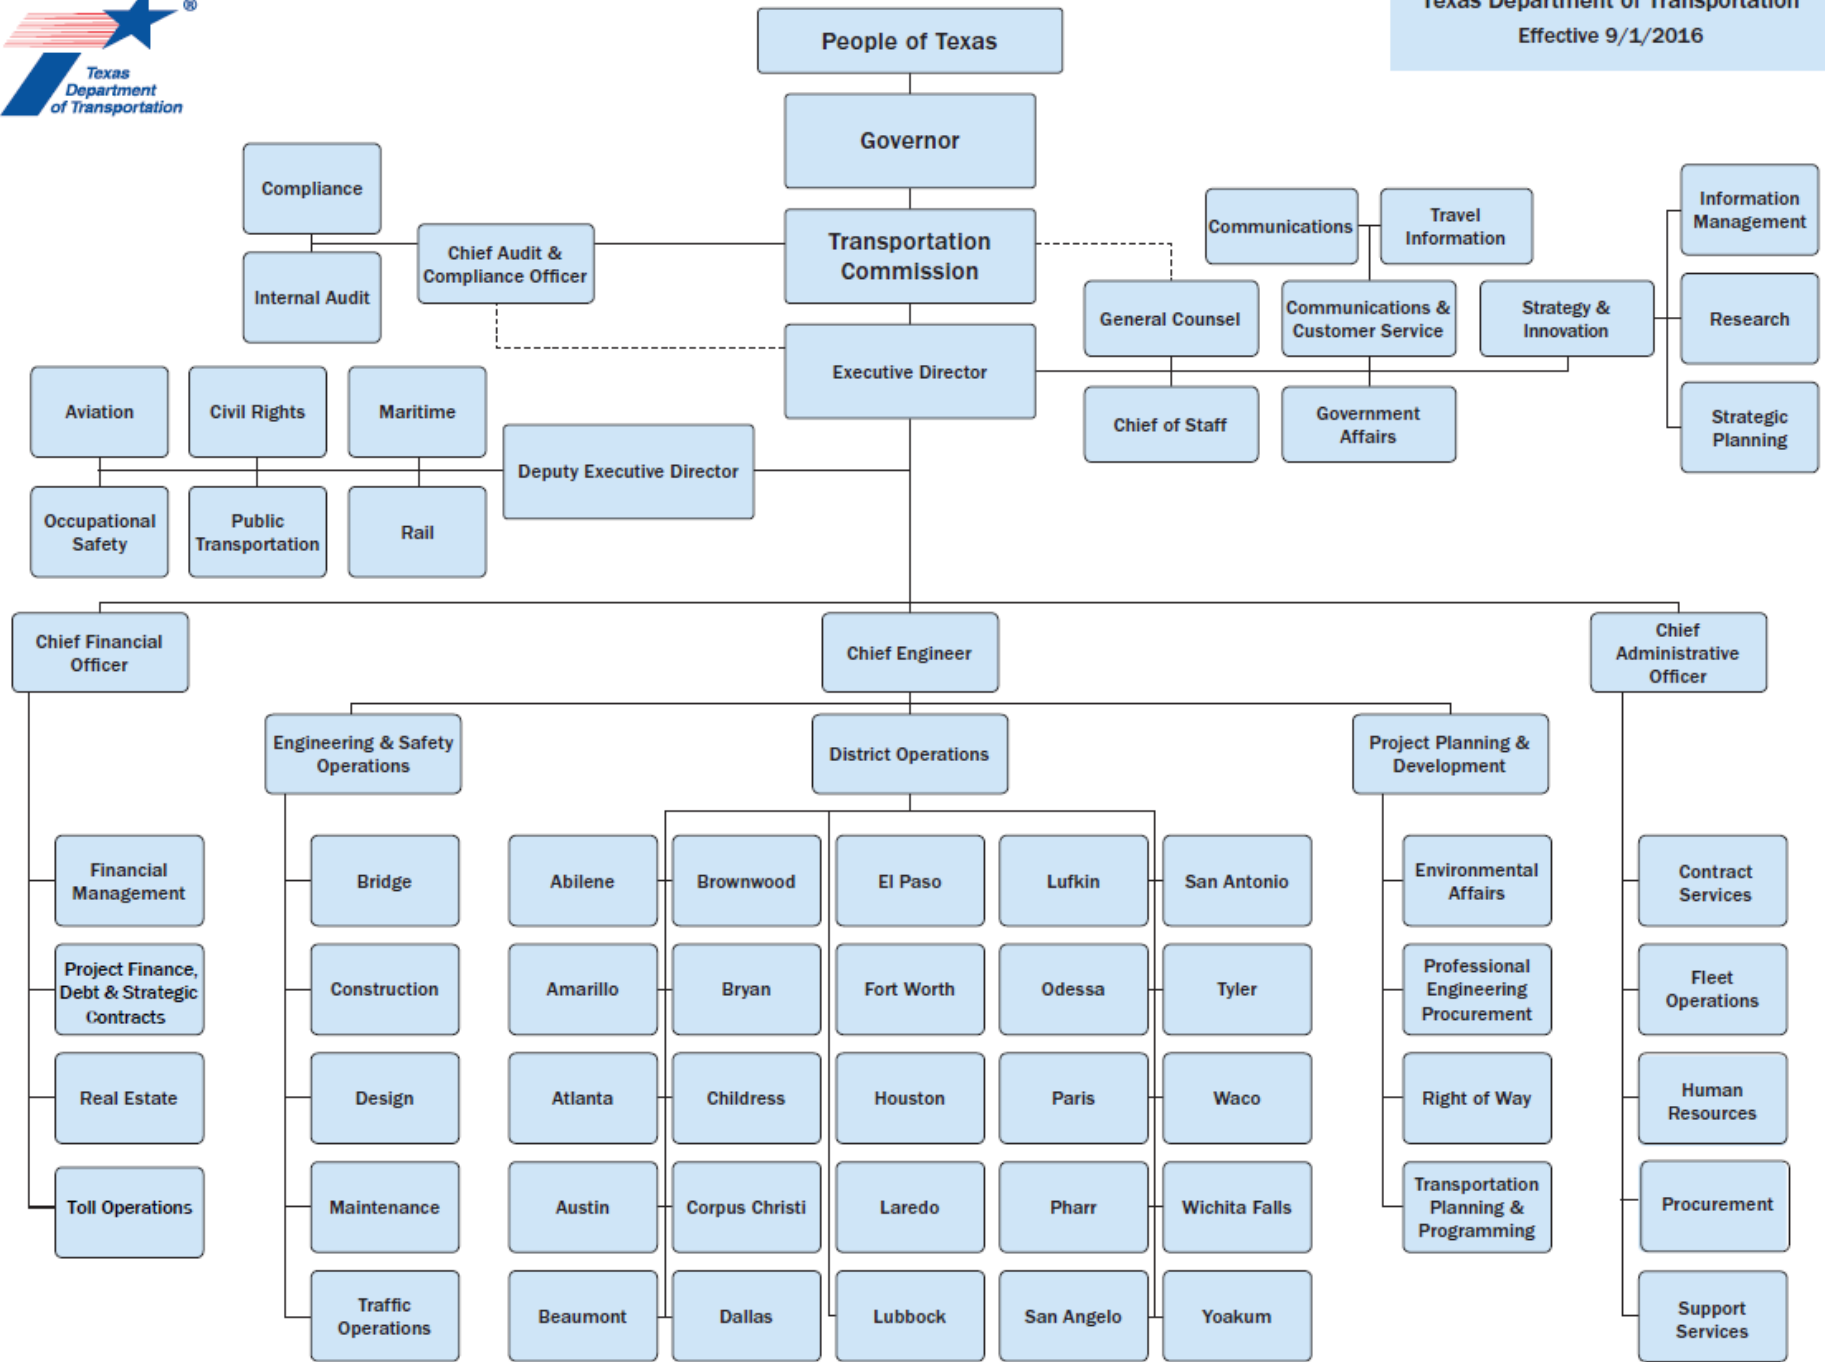 ®
Texas
Department
of Transportation
Texas Department of Transportation
Effective 9/1/2016
People of Texas
Governor
Transportation
Commission
Executive Director
Compliance
Internal Audit
Chief Audit &
Compliance Officer
Communications
Travel
Information
General Counsel
Communications &
Customer Service
Strategy &
Innovation
Information
Management
Research
Strategic
Planning
Chief of Staff
Government
Affairs
Aviation
Civil Rights
Maritime
Deputy Executive Director
Occupational
Safety
Public
Transportation
Rail
Chief Financial
Officer
Chief Engineer
Chief
Administrative
Officer
Engineering & Safety
Operations
District Operations
Project Planning &
Development
Financial
Management
Project Finance,
Debt & Strategic
Contracts
Real Estate
Toll Operations
Bridge
Construction
Design
Maintenance
Traffic
Operations
Abilene
Amarillo
Atlanta
Austin
Beaumont
Brownwood
Bryan
Childress
Corpus Christi
Dallas
El Paso
Fort Worth
Houston
Laredo
Lubbock
Lufkin
Odessa
Paris
Pharr
San Angelo
San Antonio
Tyler
Waco
Wichita Falls
Yoakum
Environmental
Affairs
Professional
Engineering
Procurement
Right of Way
Transportation
Planning &
Programming
Contract
Services
Fleet
Operations
Human
Resources
Procurement
Support
Services